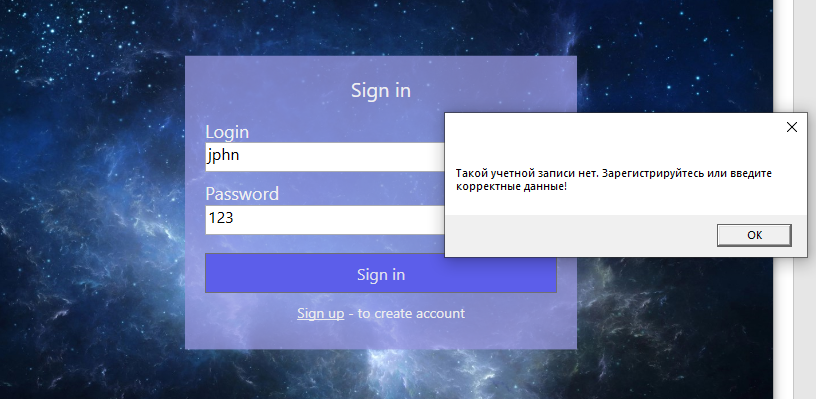 Sign in
Login
jphn
Password
123
Sign in
Sign up - to create account
Такой учетной записи нет. Зарегистрируйтесь или введите
корректные данные!
OK